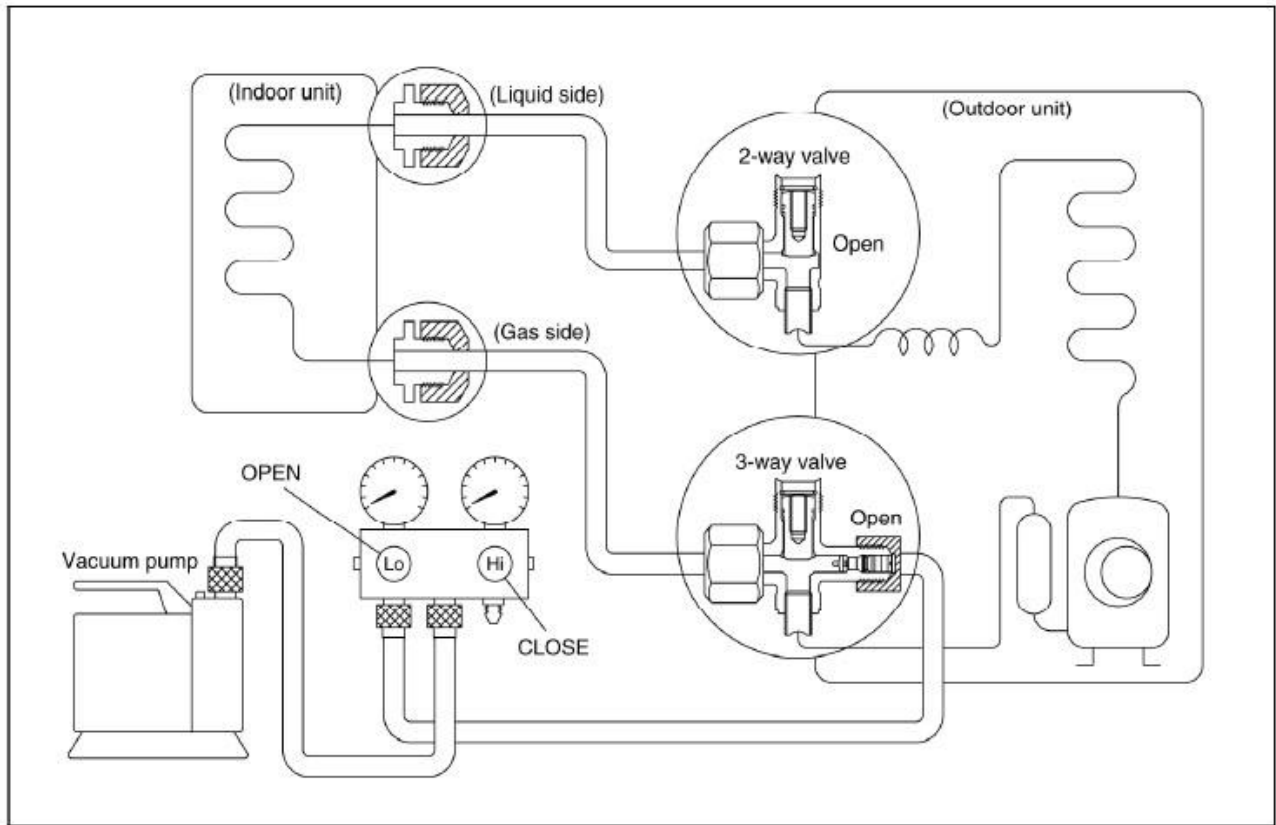 (Indoor unit)
(Liquid side)
(Outdoor unit)
2-way valve
Open
(Gas side)
3-way valve
Open
OPEN
Lo
Hi
CLOSE
Vacuum pump